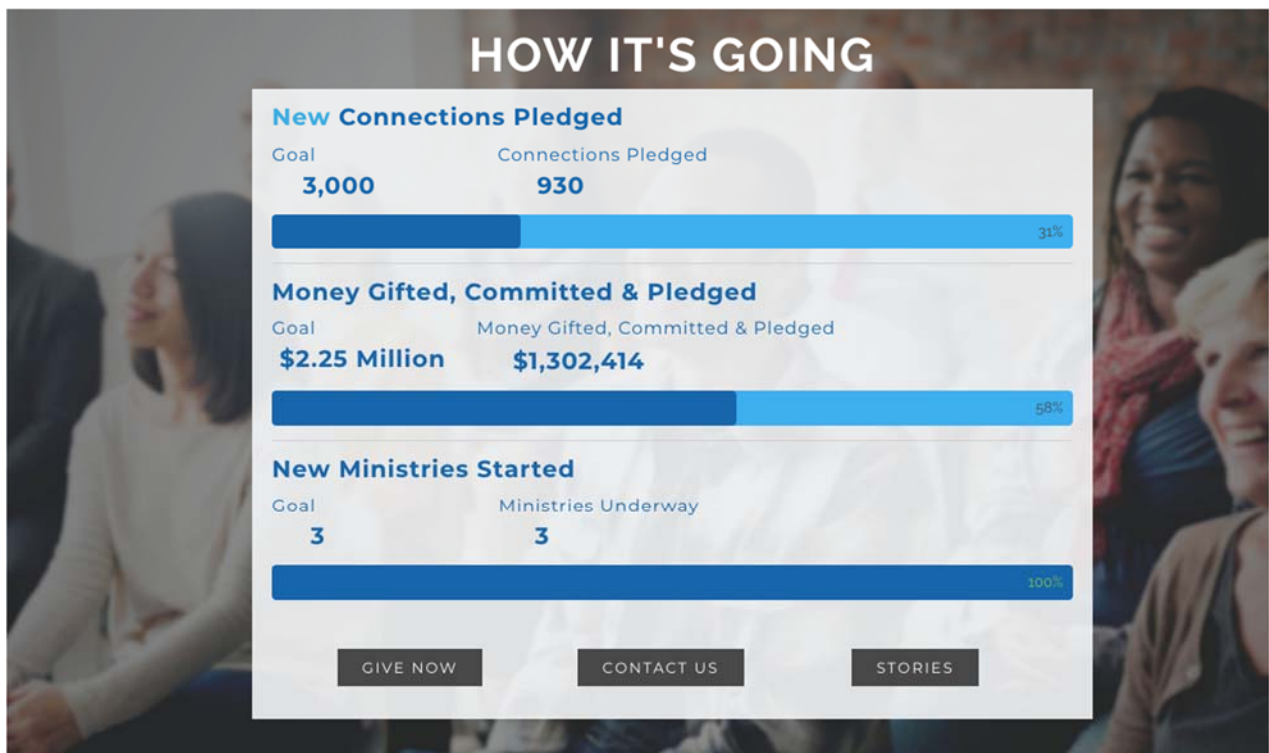 HOW IT'S GOING
New Connections Pledged
Goal Connections Pledged
3,000 930
31%
Money Gifted, Committed & Pledged
Goal Money Gifted, Committed & Pledged
$2.25 Million $1,302,414
58%
New Ministries Started
Goal Ministries Underway
3 3
100%
GIVE NOW CONTACT US STORIES